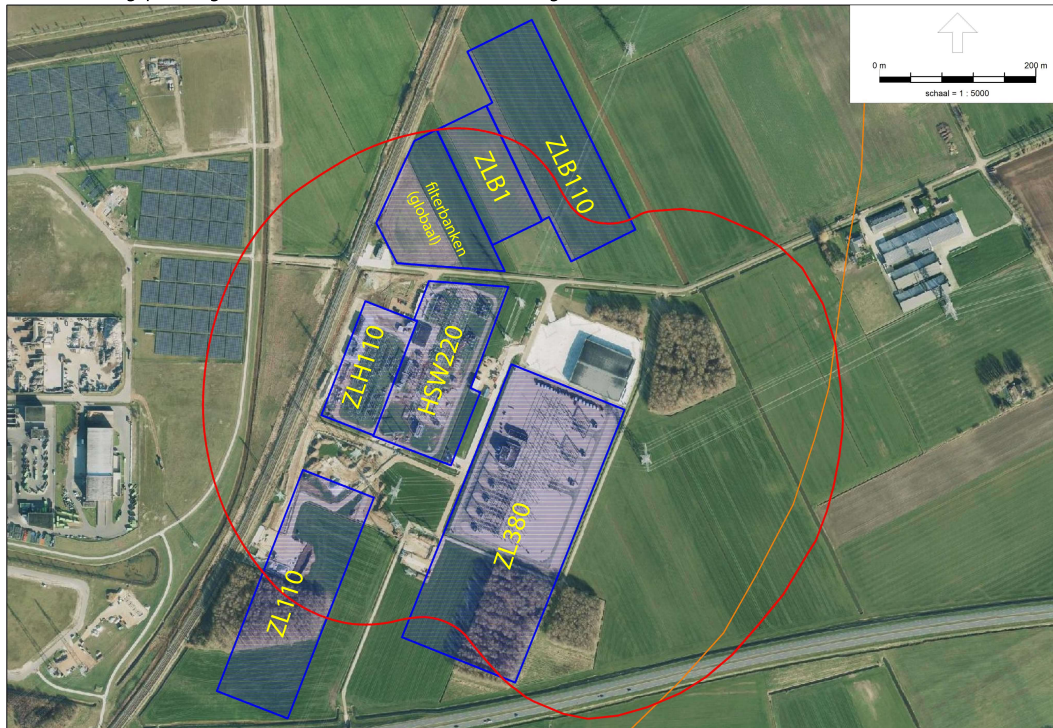 0 m
200 m
schaal = 1 : 5000
ZLB110
ZLB1
filterbanken
(globaal)
ZLH110
HSW220
ZL380
ZL110